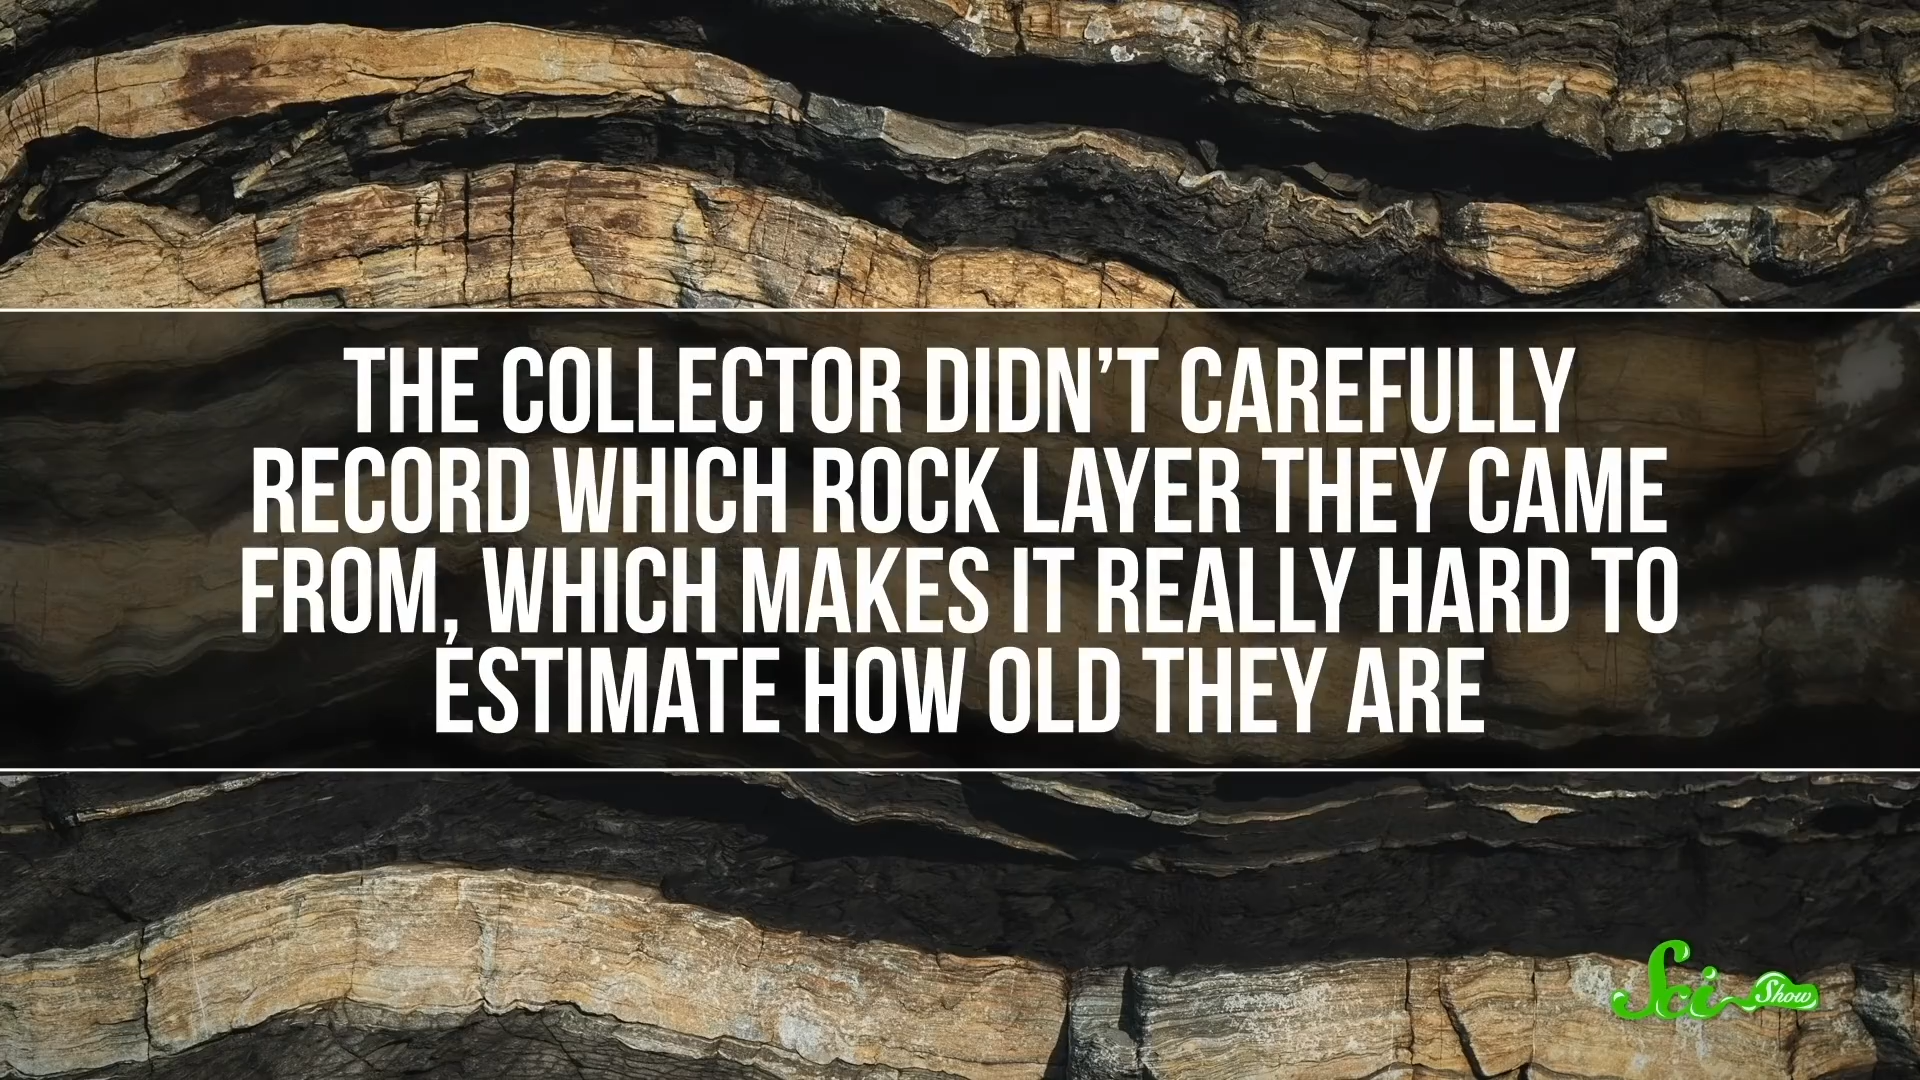 THE COLLECTOR DIDN’T CAREFULLY
RECORD WHICH ROCK LAYER THEY CAME
FROM, WHICH MAKES IT REALLY HARD TO
ESTIMATE HOW OLD THEY ARE
Sci Show